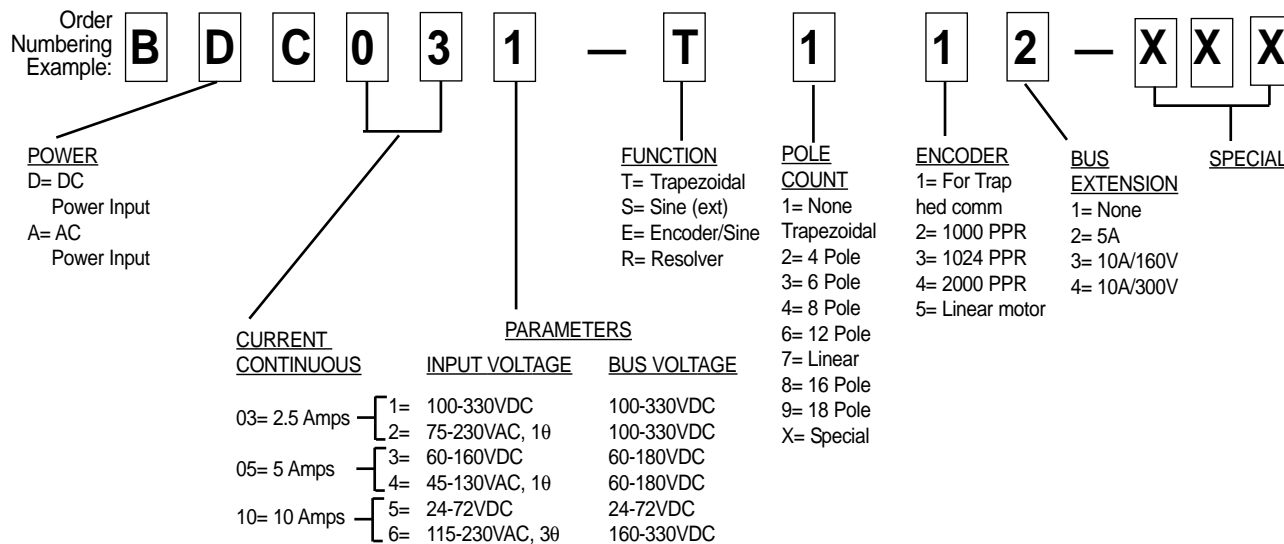 Order
Numbering
Example:
B D C 0 3 1 — T 1 1 2 — X X X
POWER
D= DC
Power Input
A= AC
Power Input
FUNCTION
T= Trapezoidal
S= Sine (ext)
E= Encoder/Sine
R= Resolver
POLE
COUNT
1= None
Trapezoidal
2= 4 Pole
3= 6 Pole
4= 8 Pole
6= 12 Pole
7= Linear
8= 16 Pole
9= 18 Pole
X= Special
ENCODER
1= For Trap
hed comm
2= 1000 PPR
3= 1024 PPR
4= 2000 PPR
5= Linear motor
BUS
EXTENSION
1= None
2= 5A
3= 10A/160V
4= 10A/300V
SPECIAL
CURRENT
CONTINUOUS
03= 2.5 Amps
05= 5 Amps
10= 10 Amps
PARAMETERS
INPUT VOLTAGE BUS VOLTAGE
1= 100-330VDC 100-330VDC
2= 75-230VAC, 1θ 100-330VDC
3= 60-160VDC 60-180VDC
4= 45-130VAC, 1θ 60-180VDC
5= 24-72VDC 24-72VDC
6= 115-230VAC, 3θ 160-330VDC